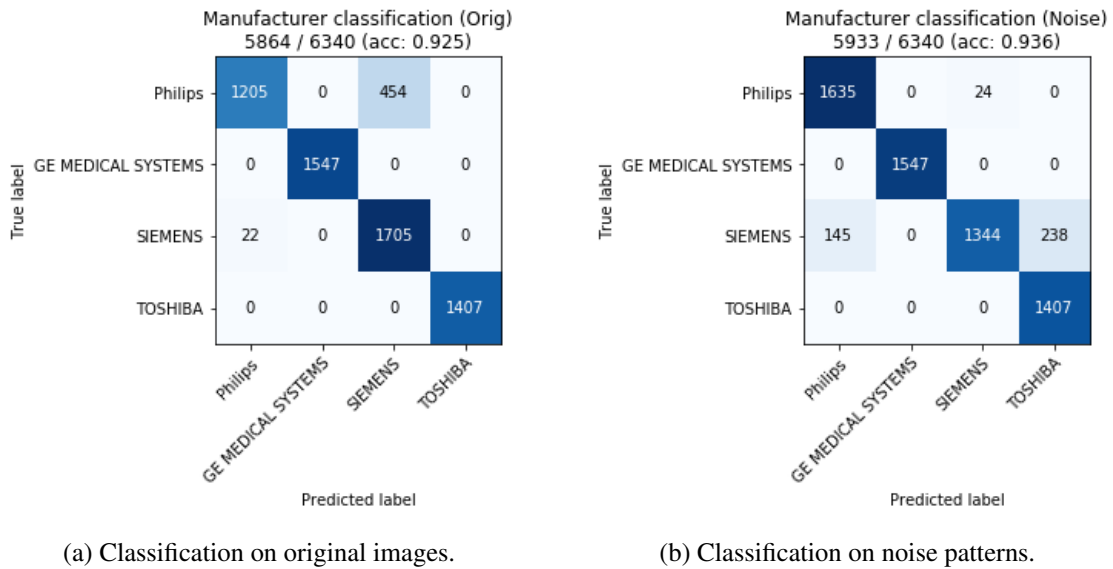 Manufacturer classification (Orig)
5864 / 6340 (acc: 0.925)
True label
Philips 1205 0 454 0
GE MEDICAL SYSTEMS 0 1547 0 0
SIEMENS 22 0 1705 0
TOSHIBA 0 0 0 1407
Philips GE MEDICAL SYSTEMS SIEMENS TOSHIBA
Predicted label
(a) Classification on original images.
Manufacturer classification (Noise)
5933 / 6340 (acc: 0.936)
True label
Philips 1635 0 24 0
GE MEDICAL SYSTEMS 0 1547 0 0
SIEMENS 145 0 1344 238
TOSHIBA 0 0 0 1407
Philips GE MEDICAL SYSTEMS SIEMENS TOSHIBA
Predicted label
(b) Classification on noise patterns.